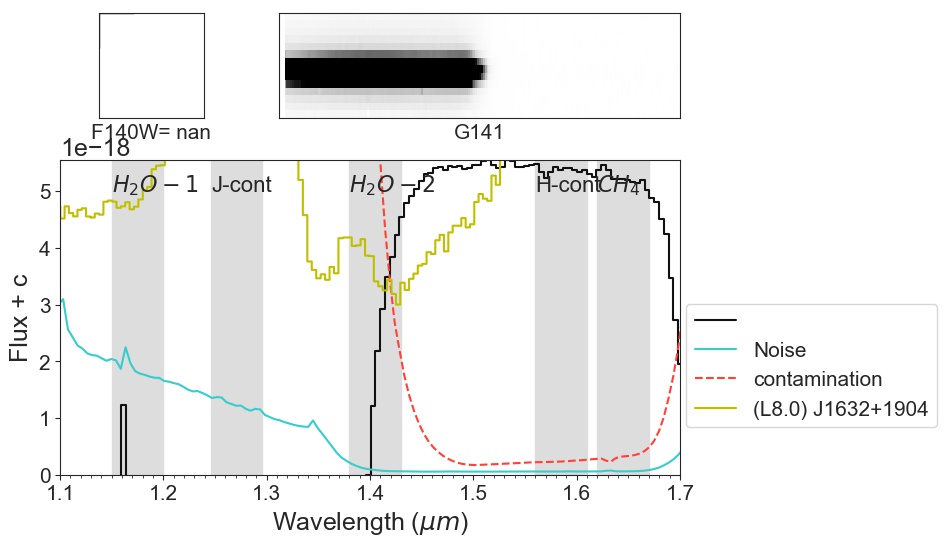 F140W= nan
G141
1e−18
H₂O − 1
J-cont
H₂O − 2
H-cont
CH₄
5
4
3
2
1
0
Flux + c
1.1
1.2
1.3
1.4
1.5
1.6
1.7
Wavelength (μm)
Noise
contamination
(L8.0) J1632+1904